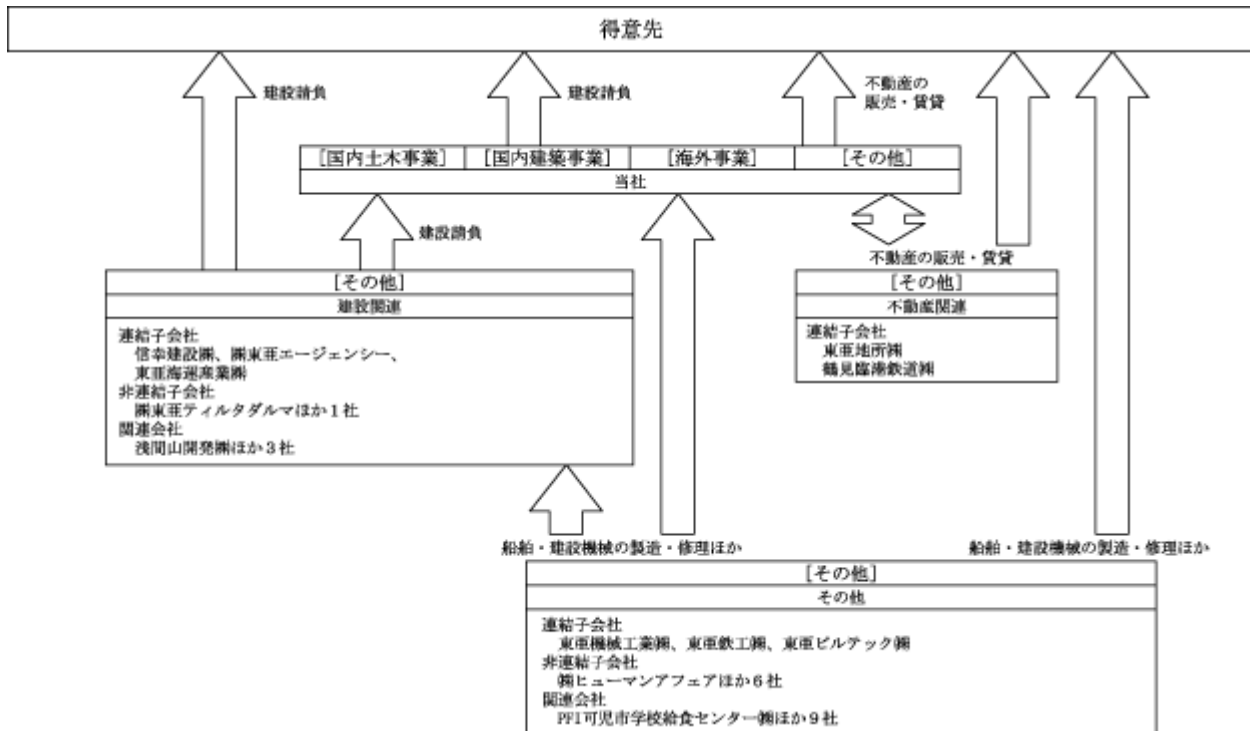 得意先
建設請負
建設請負
不動産の
販売・賃貸
[国内土木事業]
[国内建築事業]
[海外事業]
[その他]
当社
建設請負
不動産の販売・賃貸
[その他]
建設関連
連結子会社
信幸建設㈱、㈱東亜エージェンシー、
東亜海運産業㈱
非連結子会社
㈱東亜ティルタダルマほか1社
関連会社
浅間山開発㈱ほか3社
[その他]
不動産関連
連結子会社
東亜地所㈱
鶴見臨港鉄道㈱
船舶・建設機械の製造・修理ほか
船舶・建設機械の製造・修理ほか
[その他]
その他
連結子会社
東亜機械工業㈱、東亜鉄工㈱、東亜ビルテック㈱
非連結子会社
㈱ヒューマンアフェアほか6社
関連会社
PFI可児市学校給食センター㈱ほか9社